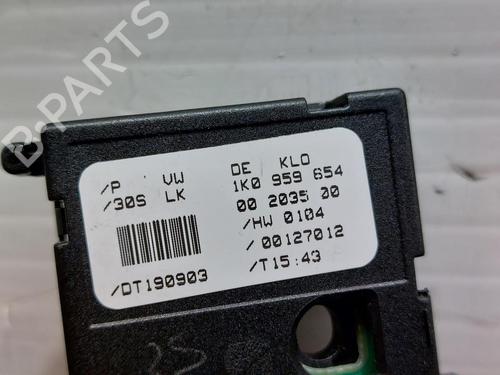 /P VW DE KLO
/30S LK 1K0 959 654
00 2035 00
/HW 0104
/00127012
/DT190903 /T15:43
B-PARTS